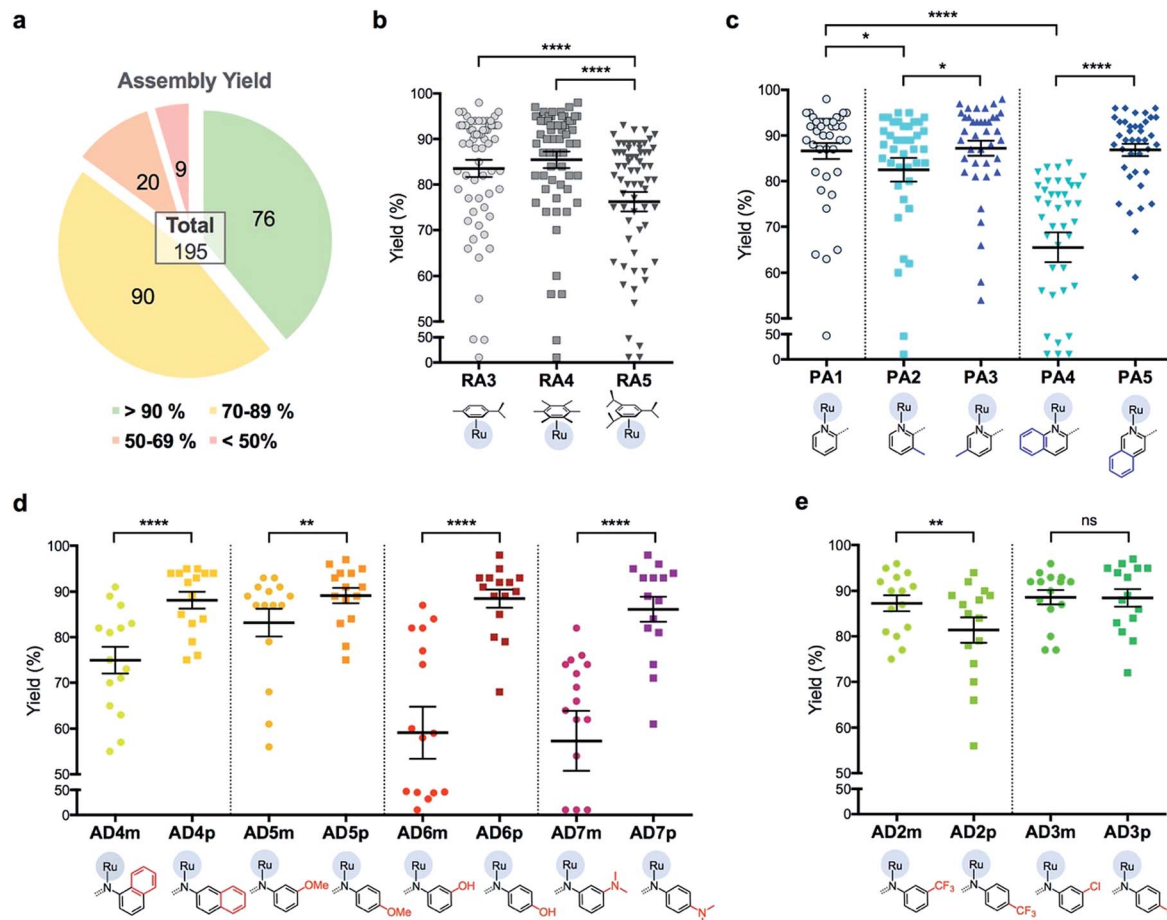 a
Assembly Yield
9
20
76
Total
195
90
> 90 %
70-89 %
50-69 %
< 50%
b
****
****
Yield (%)
100
90
80
70
60
50
50
0
RA3
RA4
RA5
Ru
Ru
Ru
c
****
*
*
****
Yield (%)
100
90
80
70
60
50
50
0
PA1
PA2
PA3
PA4
PA5
Ru
Ru
Ru
Ru
Ru
N
N
N
N
N
d
****
**
****
****
Yield (%)
100
90
80
70
60
50
50
0
AD4m
AD4p
AD5m
AD5p
AD6m
AD6p
AD7m
AD7p
Ru
Ru
Ru
Ru
Ru
Ru
Ru
Ru
N
N
N
N
N
N
N
N
OMe
OMe
OH
OH
N
N
e
**
ns
Yield (%)
100
90
80
70
60
50
50
0
AD2m
AD2p
AD3m
AD3p
Ru
Ru
Ru
Ru
N
N
N
N
CF3
CF3
Cl